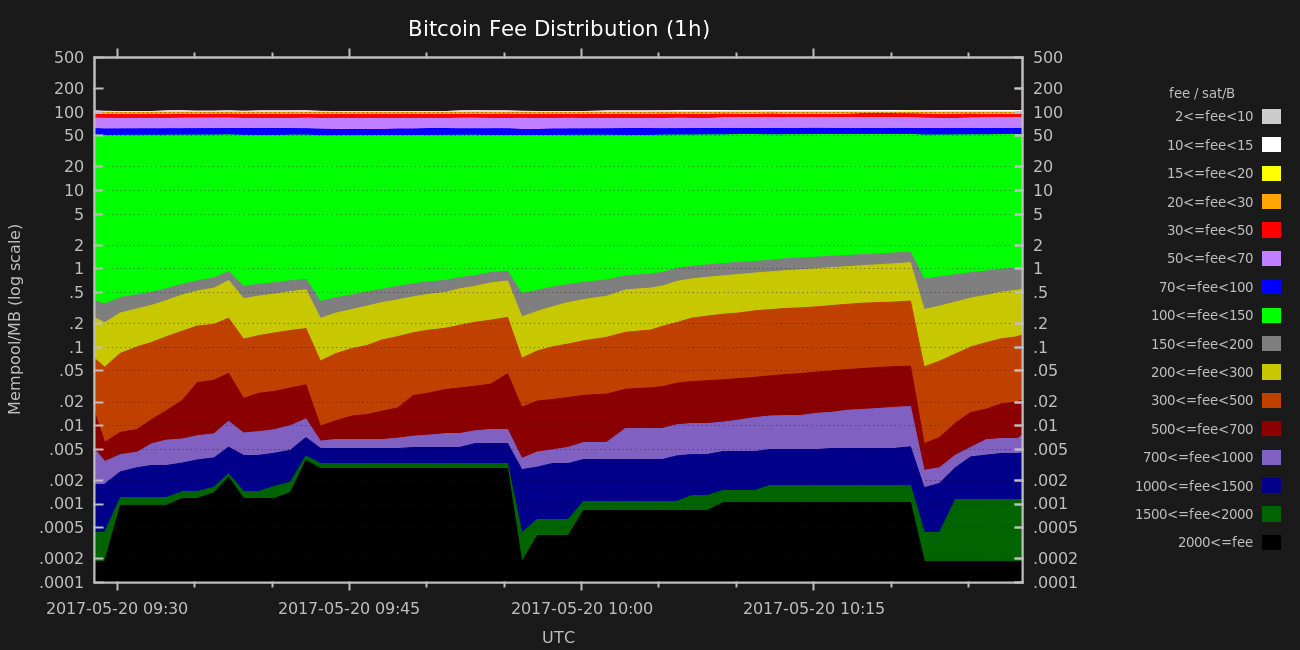 Bitcoin Fee Distribution (1h)
500
200
100
50
20
10
5
2
1
.5
.2
.1
.05
.02
.01
.005
.002
.001
.0005
.0002
.0001
Mempool/MB (log scale)
500
200
100
50
20
10
5
2
1
.5
.2
.1
.05
.02
.01
.005
.002
.001
.0005
.0002
.0001
2017-05-20 09:30 2017-05-20 09:45 2017-05-20 10:00 2017-05-20 10:15
UTC
fee / sat/B
2<=fee<10
10<=fee<15
15<=fee<20
20<=fee<30
30<=fee<50
50<=fee<70
70<=fee<100
100<=fee<150
150<=fee<200
200<=fee<300
300<=fee<500
500<=fee<700
700<=fee<1000
1000<=fee<1500
1500<=fee<2000
2000<=fee